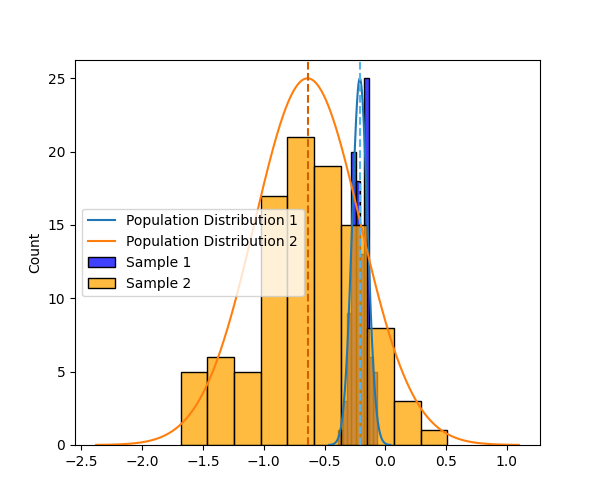 25
20
15
10
5
0
Count
Population Distribution 1
Population Distribution 2
Sample 1
Sample 2
−2.5 −2.0 −1.5 −1.0 −0.5 0.0 0.5 1.0